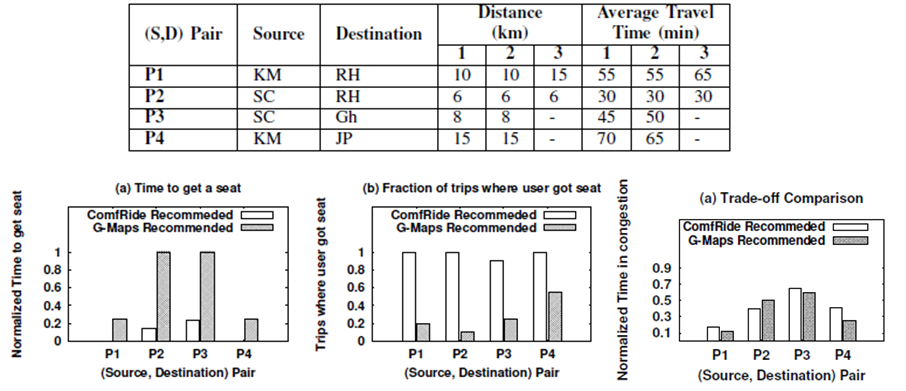 (S,D) Pair Source Destination Distance (km) Average Travel Time (min)
1 2 3 1 2 3
P1 KM RH 10 10 15 55 55 65
P2 SC RH 6 6 6 30 30 30
P3 SC Gh 8 8 - 45 50 -
P4 KM JP 15 15 - 70 65 -
(a) Time to get a seat
Normalized Time to get seat
ComfRide Recommeded
G-Maps Recommended
1
0.8
0.6
0.4
0.2
0
P1 P2 P3 P4
(Source, Destination) Pair
(b) Fraction of trips where user got seat
Trips where user got seat
ComfRide Recommeded
G-Maps Recommended
1
0.8
0.6
0.4
0.2
0
P1 P2 P3 P4
(Source, Destination) Pair
(a) Trade-off Comparison
Normalized Time in congestion
ComfRide Recommeded
G-Maps Recommended
0.9
0.7
0.5
0.3
0.1
P1 P2 P3 P4
(Source, Destination) Pair